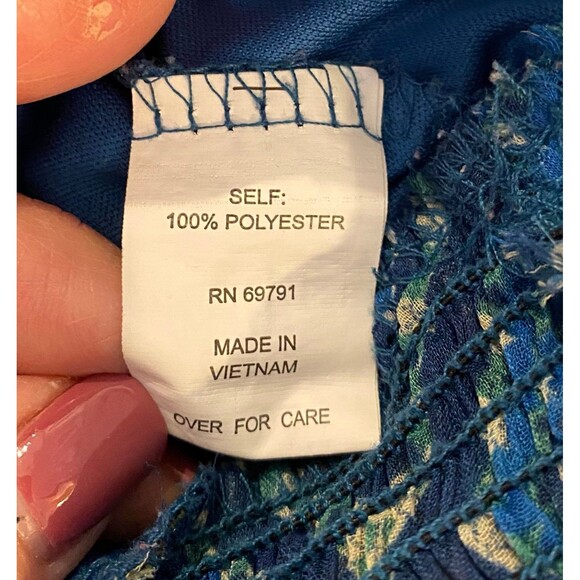 SELF:
100% POLYESTER
RN 69791
MADE IN
VIETNAM
OVER FOR CARE